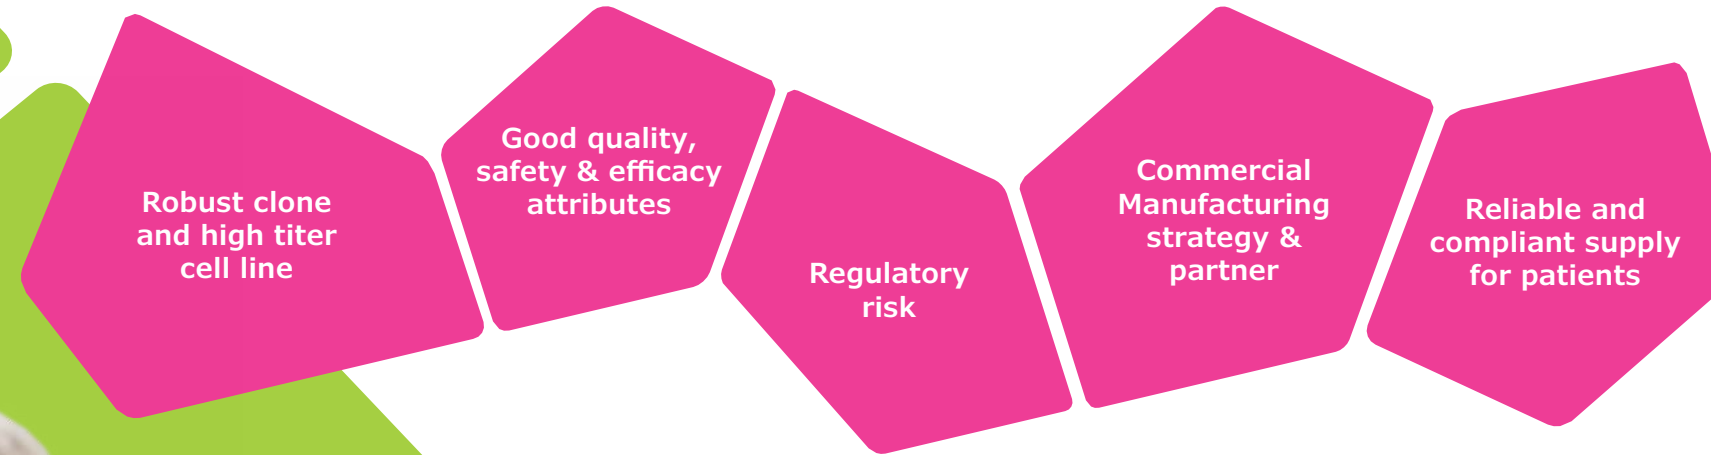 Robust clone
and high titer
cell line
Good quality,
safety & efficacy
attributes
Regulatory
risk
Commercial
Manufacturing
strategy &
partner
Reliable and
compliant supply
for patients